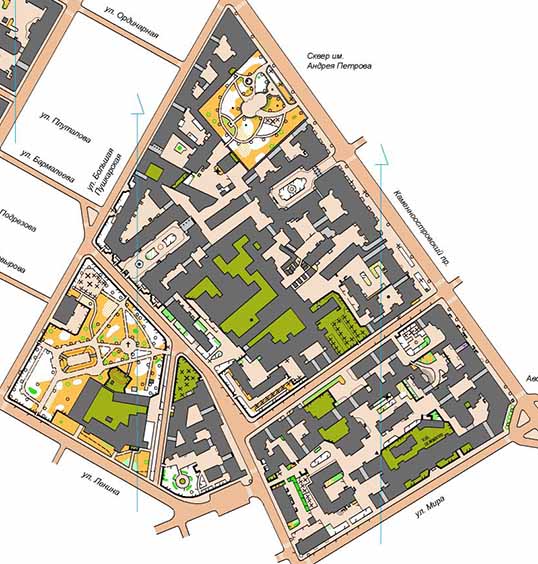 ул. Ординарная
Сквер им.
Андрея Петрова
ул. Плуталова
ул. Бармалеева
ул. Большая
Пушкарская
Каменноостровский пр.
Подрезова
ул. Ленина
ул. Мира